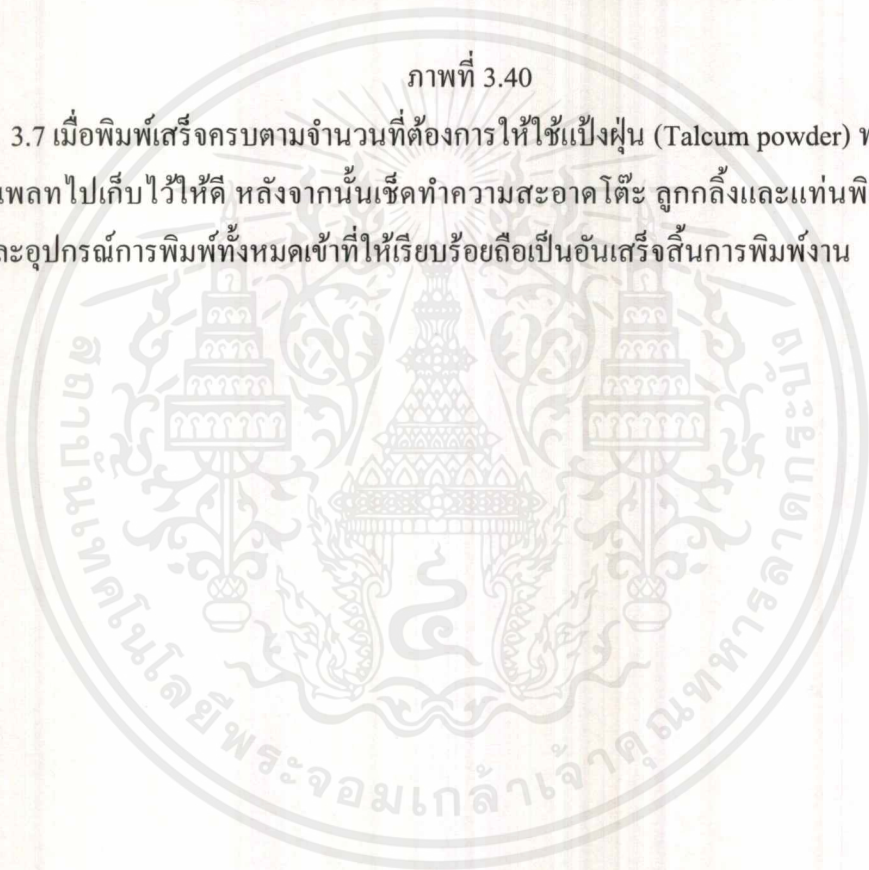 ภาพที่ 3.40
3.7 เมื่อพิมพ์เสร็จครบตามจำนวนที่ต้องการให้ใช้แป้งฝุ่น (Talcum powder)
พลทไปเก็บไว้ให้ดี หลังจากนั้นเช็ดทำความสะอาดโต๊ะ ลูกกลิ้งและแท่นพิ
ละอุปกรณ์การพิมพ์ทั้งหมดเข้าที่ให้เรียบร้อยถือเป็นอันเสร็จสิ้นการพิมพ์งาน
สถาบันเทคโนโลยีพระจอมเกล้าเจ้าคุณทหารลาดกระบัง